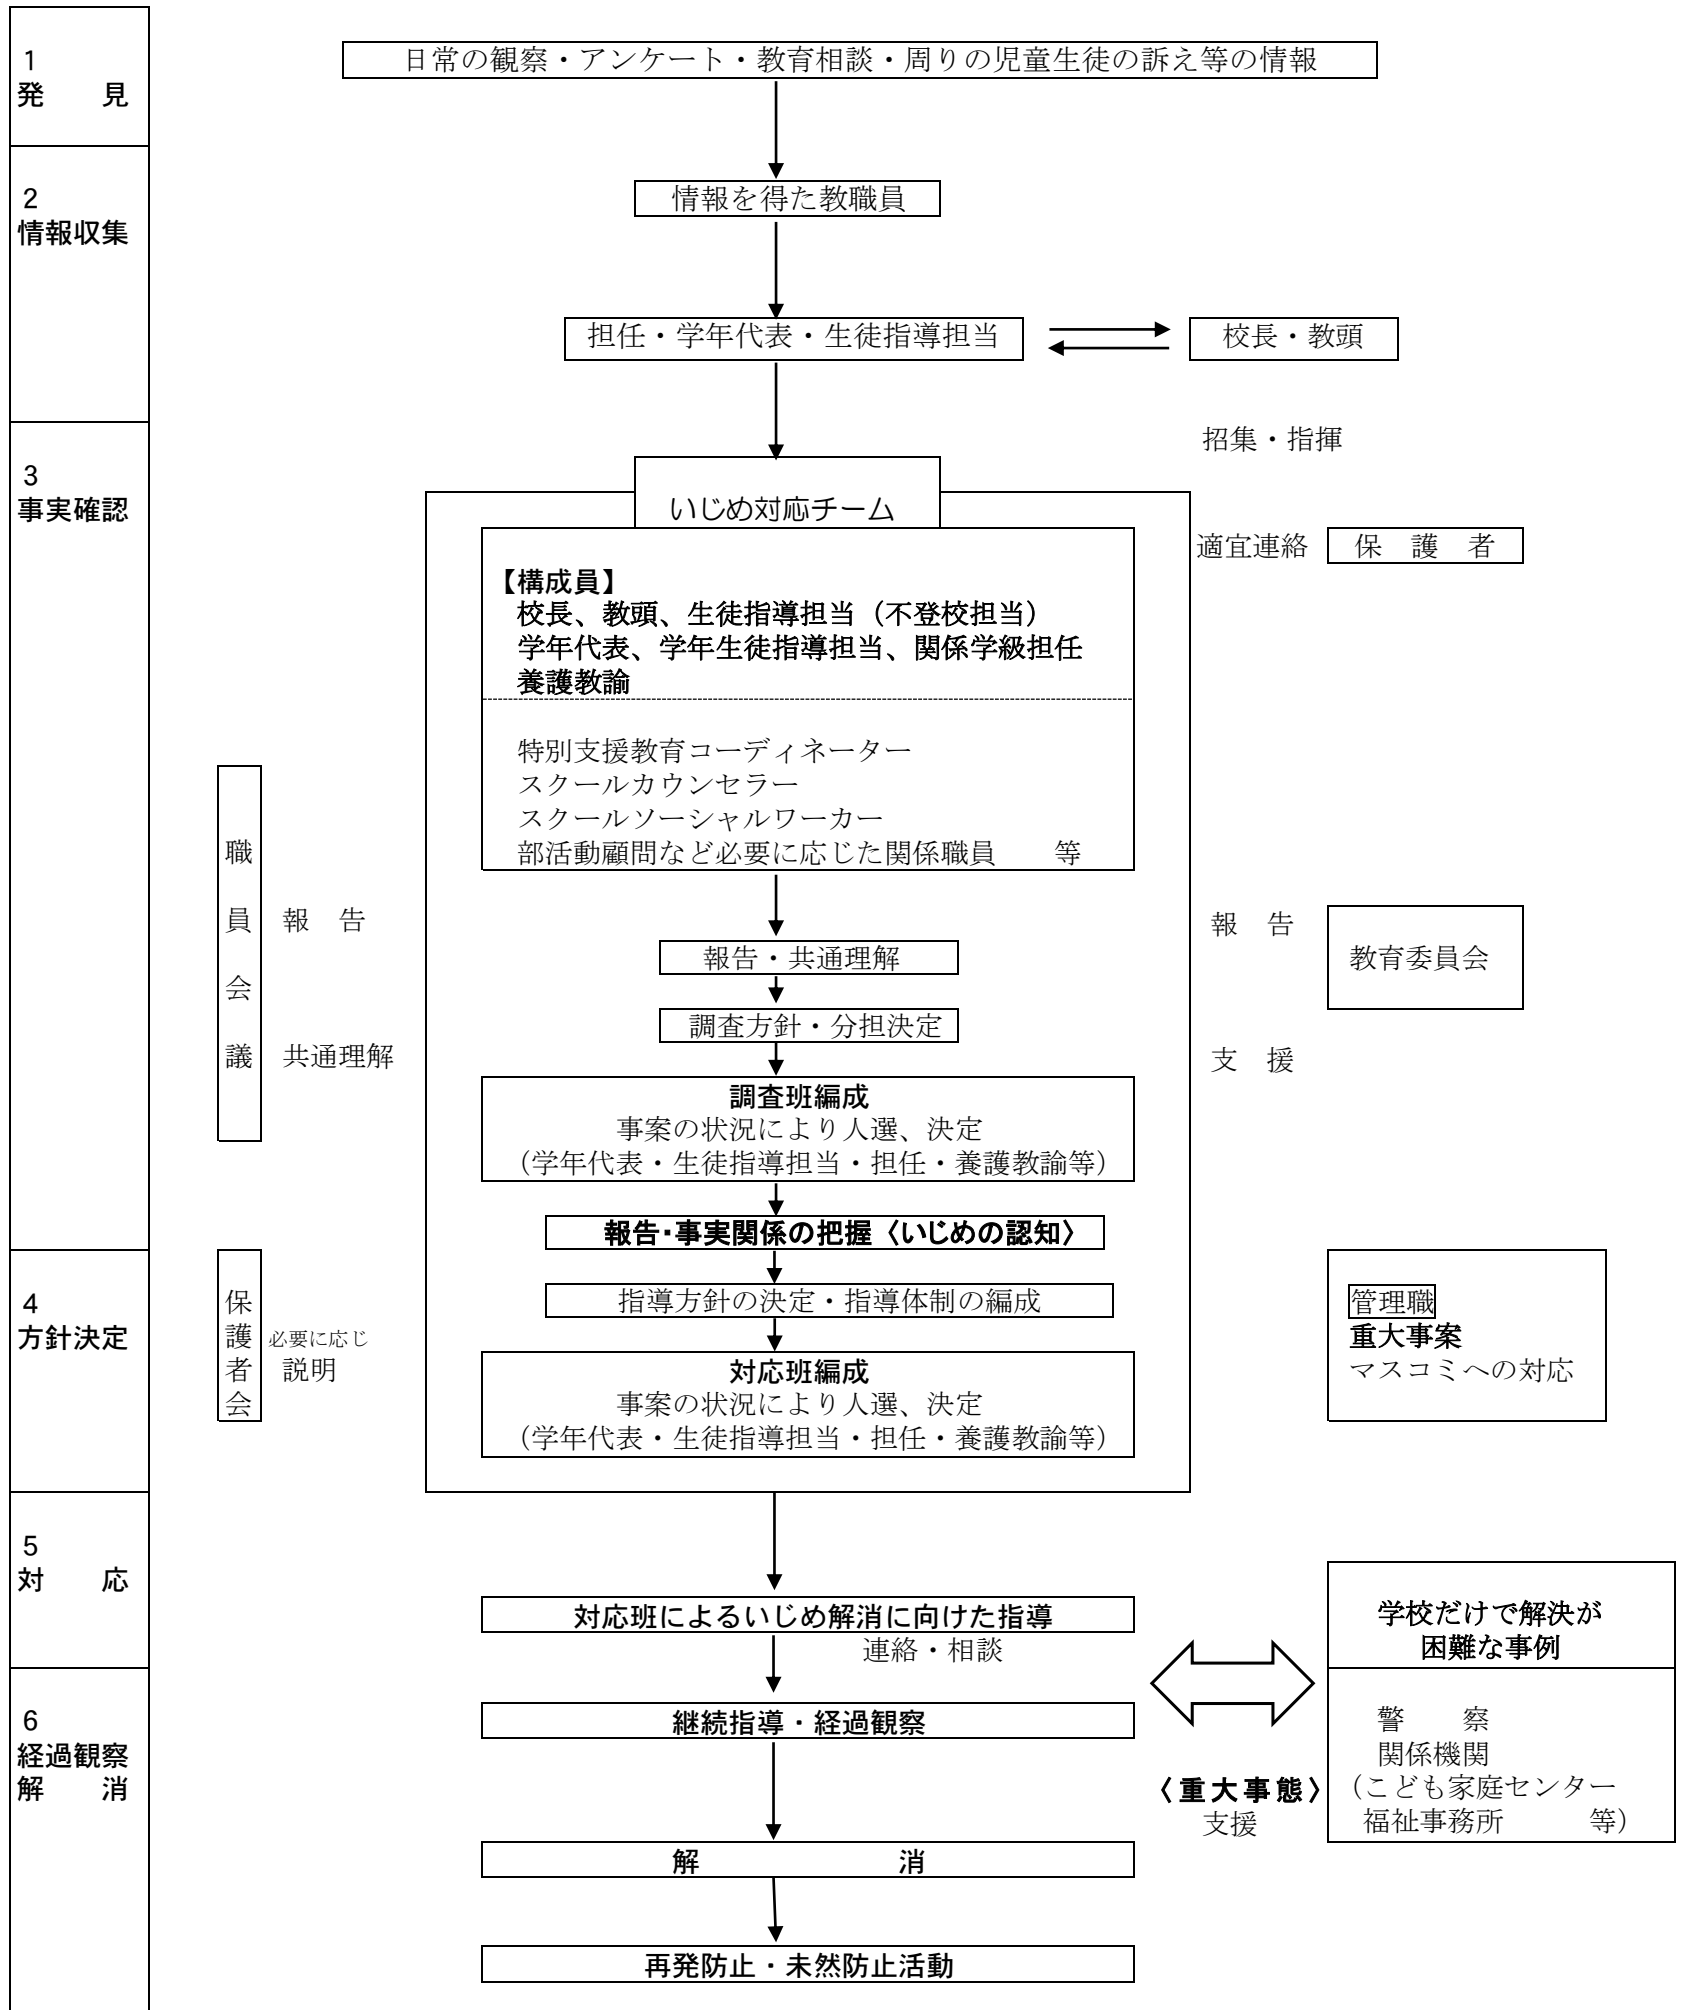 1
発　　見
日常の観察・アンケート・教育相談・周りの児童生徒の訴え等の情報
2
情報収集
情報を得た教職員
担任・学年代表・生徒指導担当
校長・教頭
招集・指揮
3
事実確認
いじめ対応チーム
適宜連絡
保　護　者
【構成員】
校長、教頭、生徒指導担当（不登校担当）
学年代表、学年生徒指導担当、関係学級担任
養護教諭
特別支援教育コーディネーター
スクールカウンセラー
スクールソーシャルワーカー
部活動顧問など必要に応じた関係職員　　等
職員会議
報　告
共通理解
報　告
教育委員会
支　援
報告・共通理解
調査方針・分担決定
調査班編成
事案の状況により人選、決定
（学年代表・生徒指導担当・担任・養護教諭等）
報告・事実関係の把握〈いじめの認知〉
4
方針決定
保護者会
必要に応じ
説明
指導方針の決定・指導体制の編成
対応班編成
事案の状況により人選、決定
（学年代表・生徒指導担当・担任・養護教諭等）
管理職
重大事案
マスコミへの対応
5
対　　応
対応班によるいじめ解消に向けた指導
連絡・相談
学校だけで解決が
困難な事例
6
経過観察
解　　消
継続指導・経過観察
警　　察
関係機関
（こども家庭センター
福祉事務所　　　等）
〈重大事態〉
支援
解　　　　　　　消
再発防止・未然防止活動